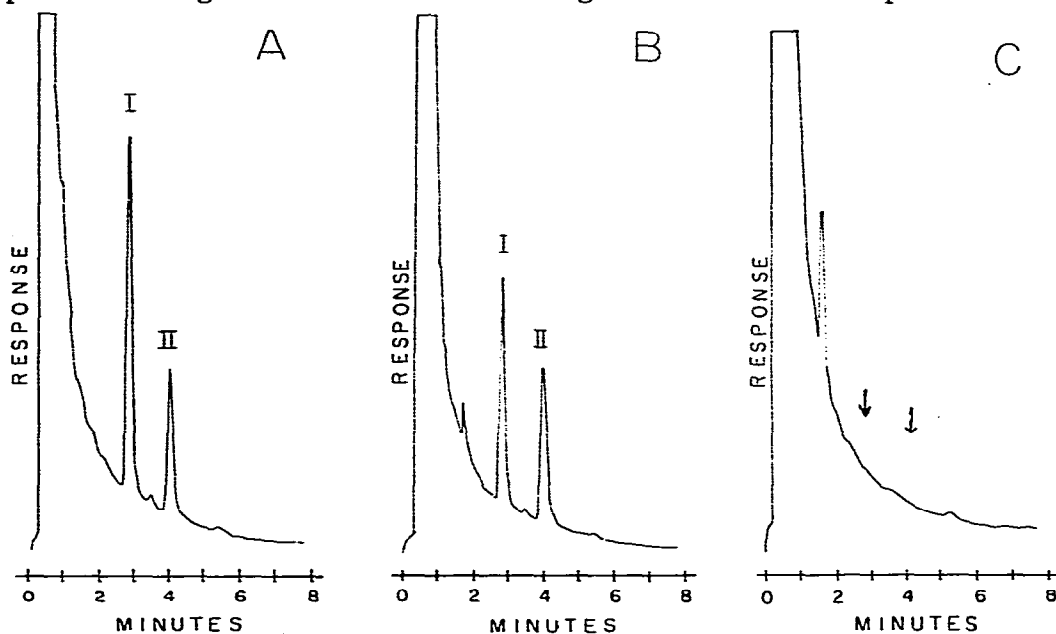 A
I
II
RESPONSE
0 2 4 6 8
MINUTES
B
I
II
RESPONSE
0 2 4 6 8
MINUTES
C
RESPONSE
0 2 4 6 8
MINUTES